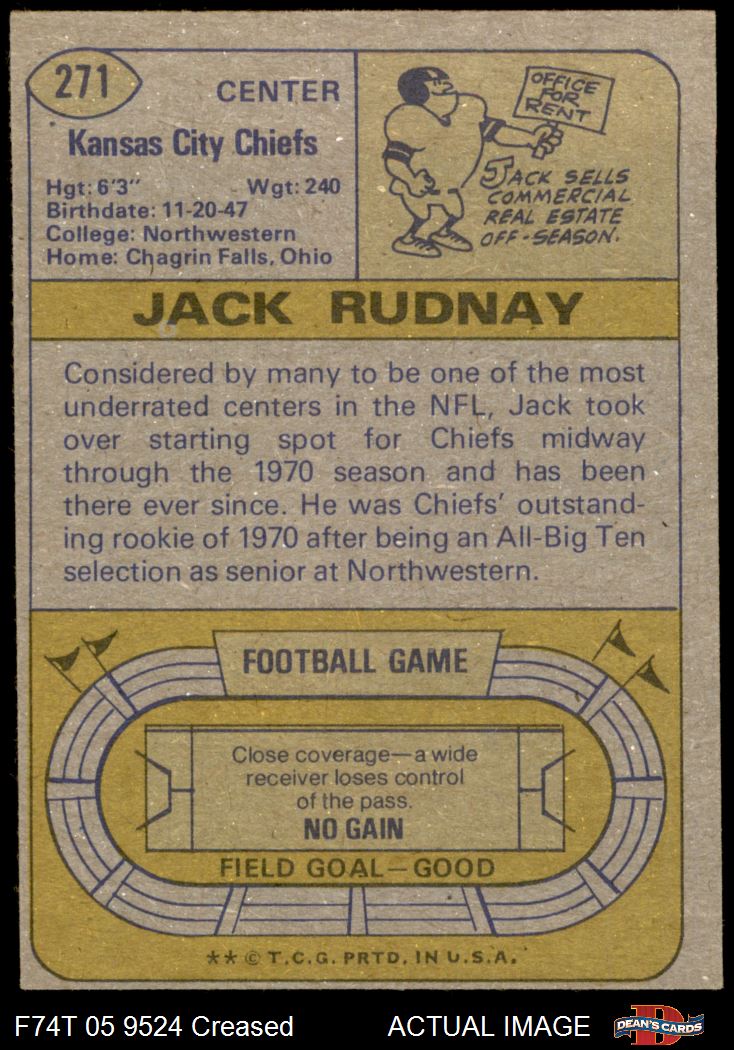 271
CENTER
Kansas City Chiefs
Hgt: 6'3" Wgt: 240
Birthdate: 11-20-47
College: Northwestern
Home: Chagrin Falls, Ohio
OFFICE
FOR
RENT
JACK SELLS
COMMERCIAL
REAL ESTATE
OFF-SEASON.
JACK RUDNAY
Considered by many to be one of the most
underrated centers in the NFL, Jack took
over starting spot for Chiefs midway
through the 1970 season and has been
there ever since. He was Chiefs' outstand-
ing rookie of 1970 after being an All-Big Ten
selection as senior at Northwestern.
FOOTBALL GAME
Close coverage—a wide
receiver loses control
of the pass.
NO GAIN
FIELD GOAL—GOOD
** © T.C.G. PRTD. IN U.S.A.
F74T 05 9524 Creased ACTUAL IMAGE
D
DEAN'S CARDS